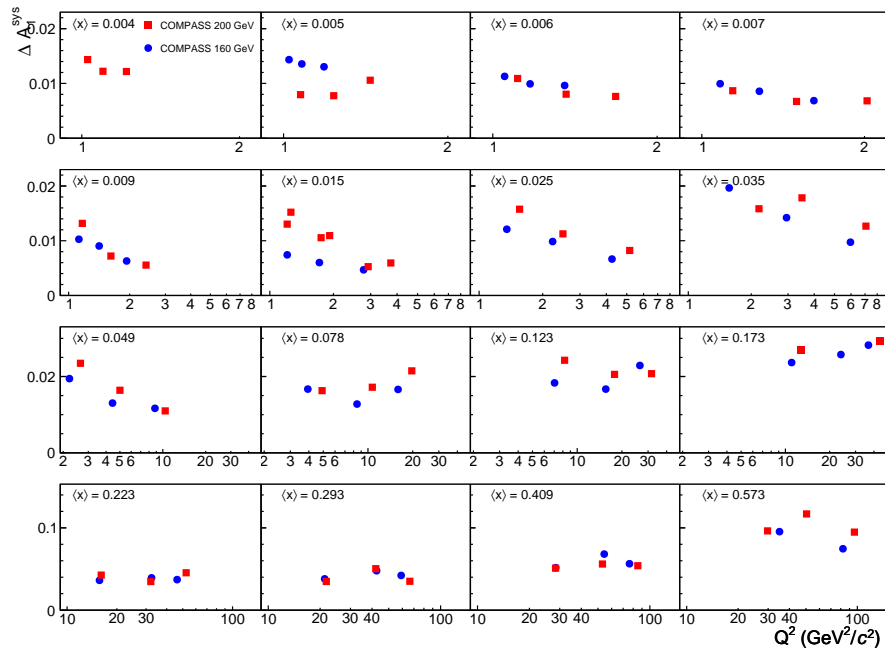 Δ A₀₁^sys
⟨x⟩ = 0.004
COMPASS 200 GeV
COMPASS 160 GeV
⟨x⟩ = 0.005
⟨x⟩ = 0.006
⟨x⟩ = 0.007
0.02
0.01
0
1 2 1 2 1 2 1 2
⟨x⟩ = 0.009 ⟨x⟩ = 0.015 ⟨x⟩ = 0.025 ⟨x⟩ = 0.035
0.02
0.01
0
1 2 3 4 5 6 7 8 1 2 3 4 5 6 7 8 1 2 3 4 5 6 7 8 1 2 3 4 5 6 7 8
⟨x⟩ = 0.049 ⟨x⟩ = 0.078 ⟨x⟩ = 0.123 ⟨x⟩ = 0.173
0.02
0
2 3 4 5 6 10 20 30 2 3 4 5 6 10 20 30 2 3 4 5 6 10 20 30 2 3 4 5 6 10 20 30
⟨x⟩ = 0.223 ⟨x⟩ = 0.293 ⟨x⟩ = 0.409 ⟨x⟩ = 0.573
0.1
0
10 20 30 40 100 10 20 30 40 100 10 20 30 40 100 10 20 30 40 100
Q² (GeV²/c²)